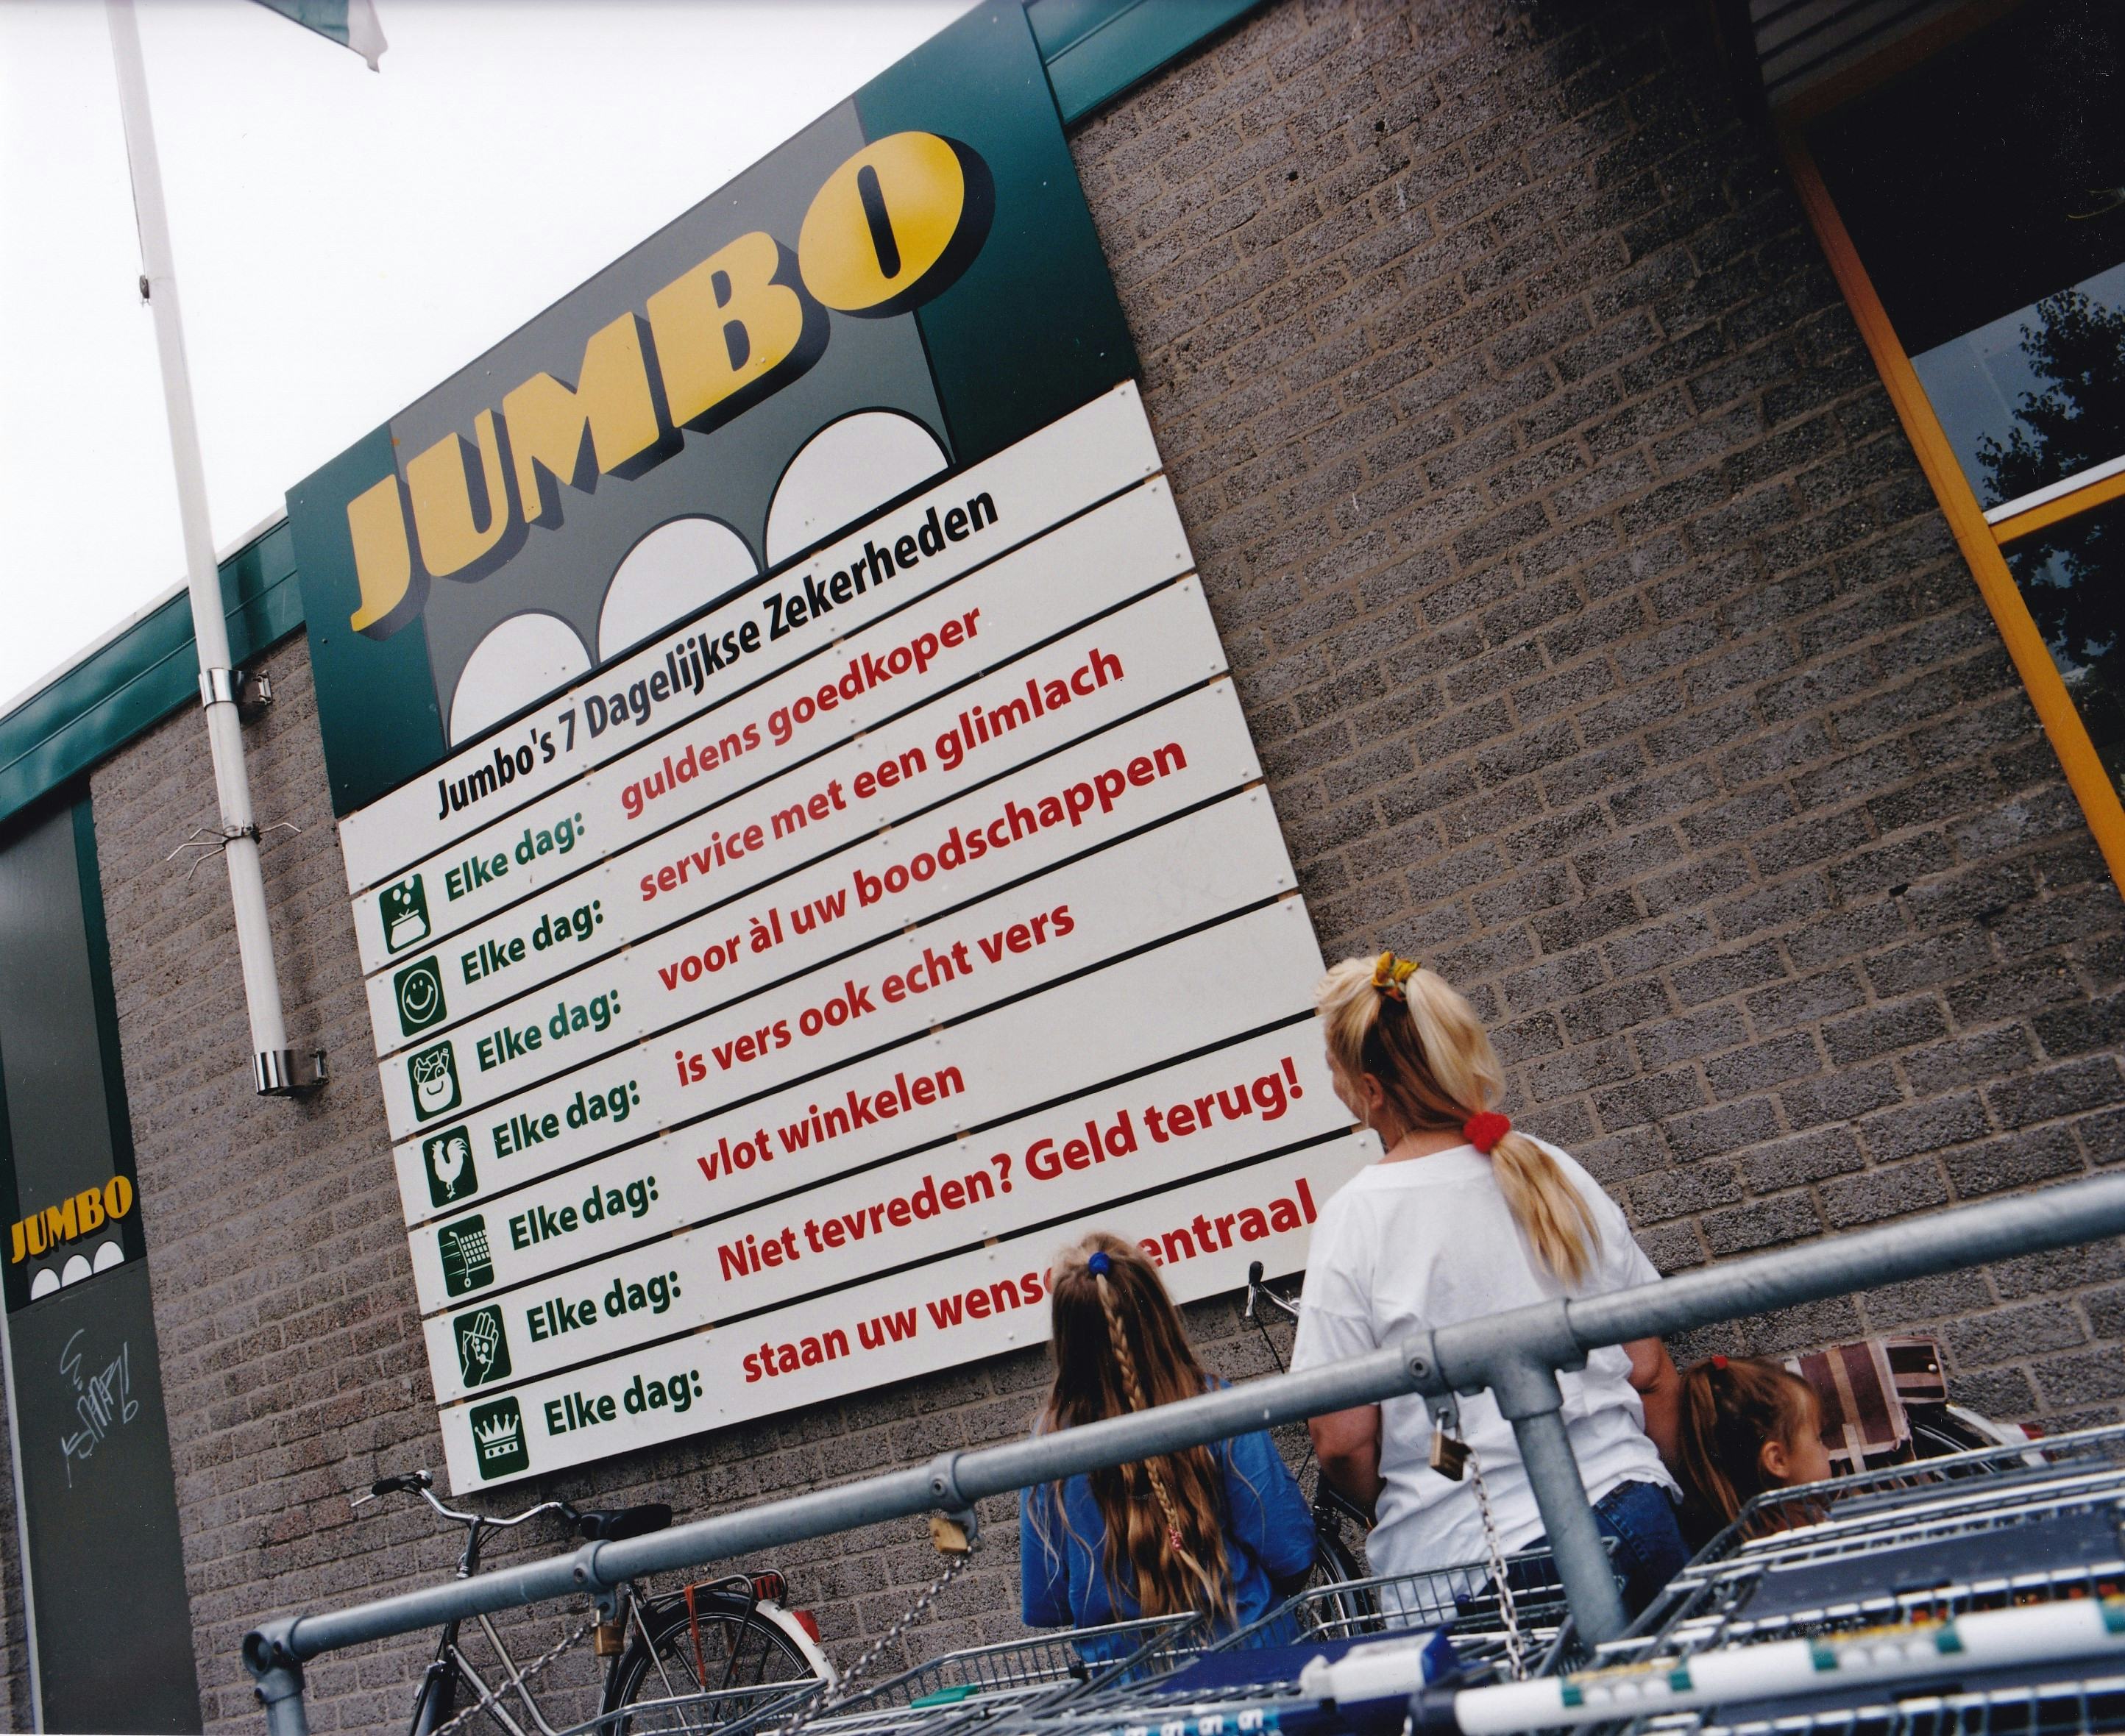 JUMBO
Jumbo's 7 Dagelijkse Zekerheden
Elke dag: guldens goedkoper
Elke dag: service met een glimlach
Elke dag: voor àl uw boodschappen
Elke dag: is vers ook echt vers
Elke dag: vlot winkelen
Elke dag: Niet tevreden? Geld terug!
Elke dag: staan uw wens entraal
JUMBO